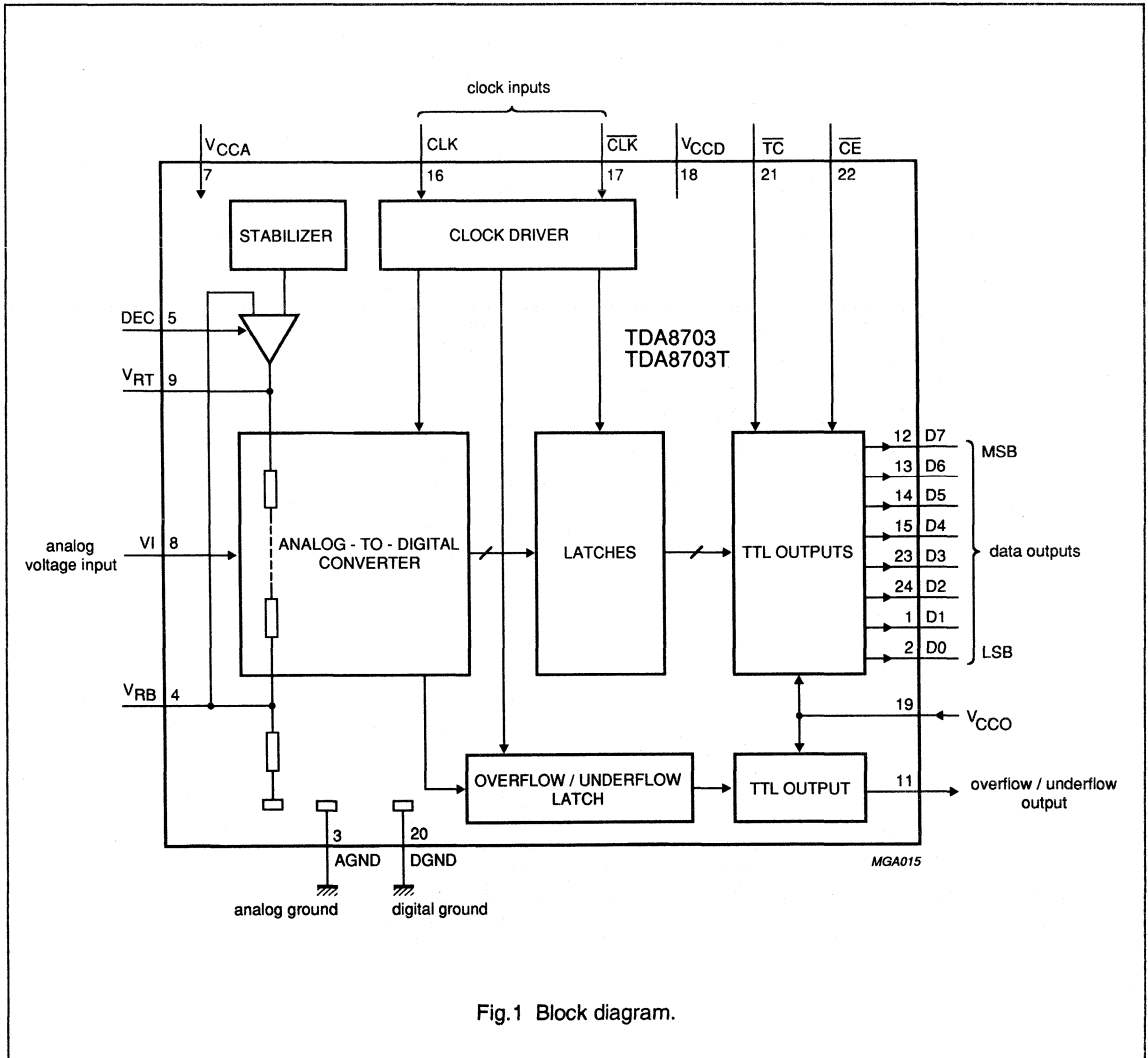 clock inputs
VCCA
CLK
C̅L̅K̅
VCCD
T̅C̅
C̅E̅
7
16
17
18
21
22
STABILIZER
CLOCK DRIVER
DEC 5
TDA8703
TDA8703T
VRT 9
12 D7 MSB
13 D6
14 D5
15 D4
23 D3
24 D2
1 D1
2 D0 LSB
data outputs
analog
voltage input
VI 8
ANALOG - TO - DIGITAL
CONVERTER
LATCHES
TTL OUTPUTS
VRB 4
19 VCCO
OVERFLOW / UNDERFLOW
LATCH
TTL OUTPUT
11
overflow / underflow
output
3
20
AGND
DGND
MGA015
analog ground
digital ground
Fig.1 Block diagram.